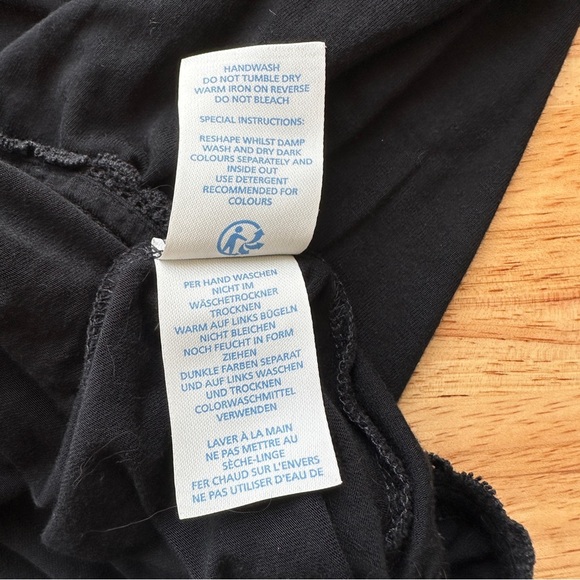 HANDWASH
DO NOT TUMBLE DRY
WARM IRON ON REVERSE
DO NOT BLEACH
SPECIAL INSTRUCTIONS:
RESHAPE WHILST DAMP
WASH AND DRY DARK
COLOURS SEPARATELY AND
INSIDE OUT
USE DETERGENT
RECOMMENDED FOR
COLOURS
PER HAND WASCHEN
NICHT IM
WÄSCHETROCKNER
TROCKNEN
WARM AUF LINKS BÜGELN
NICHT BLEICHEN
NOCH FEUCHT IN FORM
ZIEHEN
DUNKLE FARBEN SEPARAT
UND AUF LINKS WASCHEN
UND TROCKNEN
COLORWASCHMITTEL
VERWENDEN
LAVER À LA MAIN
NE PAS METTRE AU
SÈCHE-LINGE
FER CHAUD SUR L'ENVERS
NE PAS UTILISER D'EAU DE